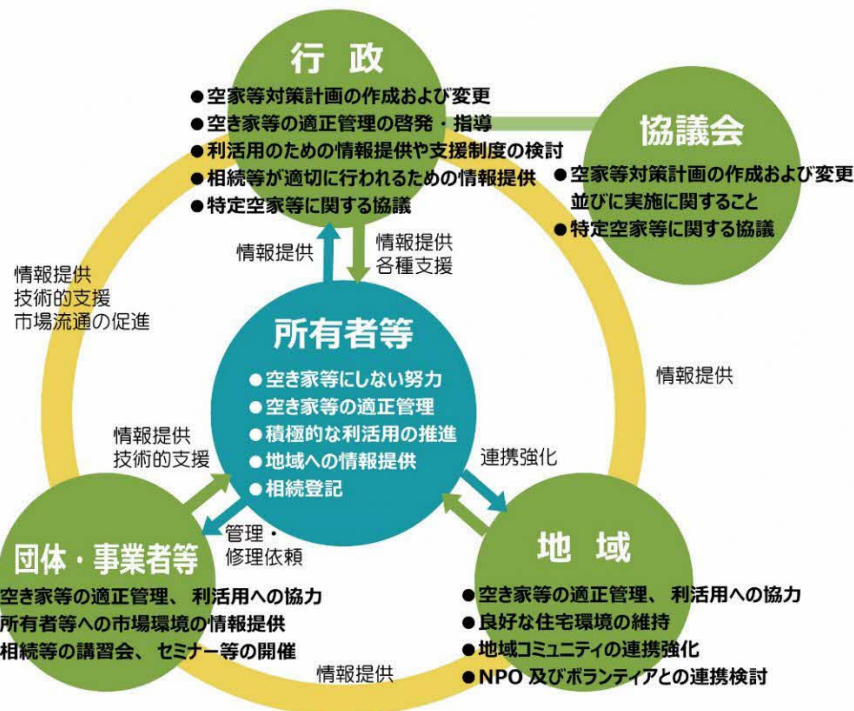 行 政
●空家等対策計画の作成および変更
●空き家等の適正管理の啓発・指導
●利活用のための情報提供や支援制度の検討
●相続等が適切に行われるための情報提供
●特定空家等に関する協議
協議会
●空家等対策計画の作成および変更
並びに実施に関すること
●特定空家等に関する協議
情報提供
情報提供
各種支援
情報提供
技術的支援
市場流通の促進
所有者等
●空き家等にしない努力
●空き家等の適正管理
●積極的な利活用の推進
●地域への情報提供
●相続登記
情報提供
情報提供
技術的支援
連携強化
管理・
修理依頼
団体・事業者等
空き家等の適正管理、利活用への協力
所有者等への市場環境の情報提供
相続等の講習会、セミナー等の開催
地 域
●空き家等の適正管理、利活用への協力
●良好な住宅環境の維持
●地域コミュニティの連携強化
●NPO 及びボランティアとの連携検討
情報提供